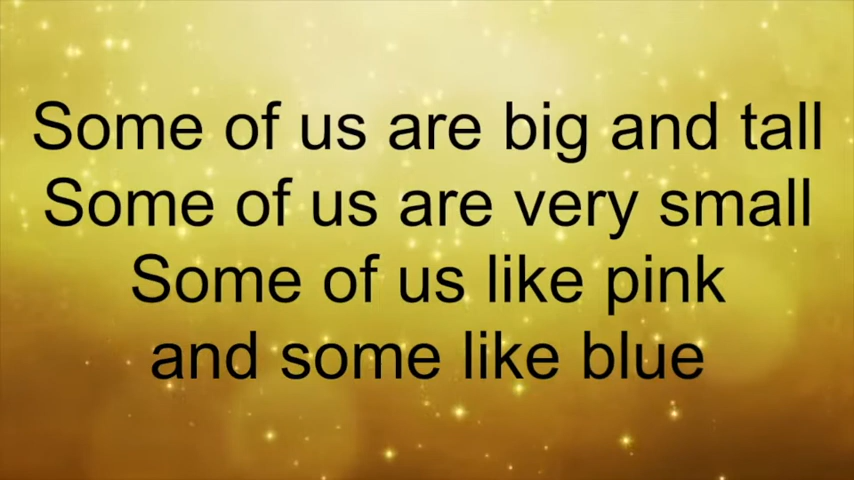 Some of us are big and tall
Some of us are very small
Some of us like pink
and some like blue